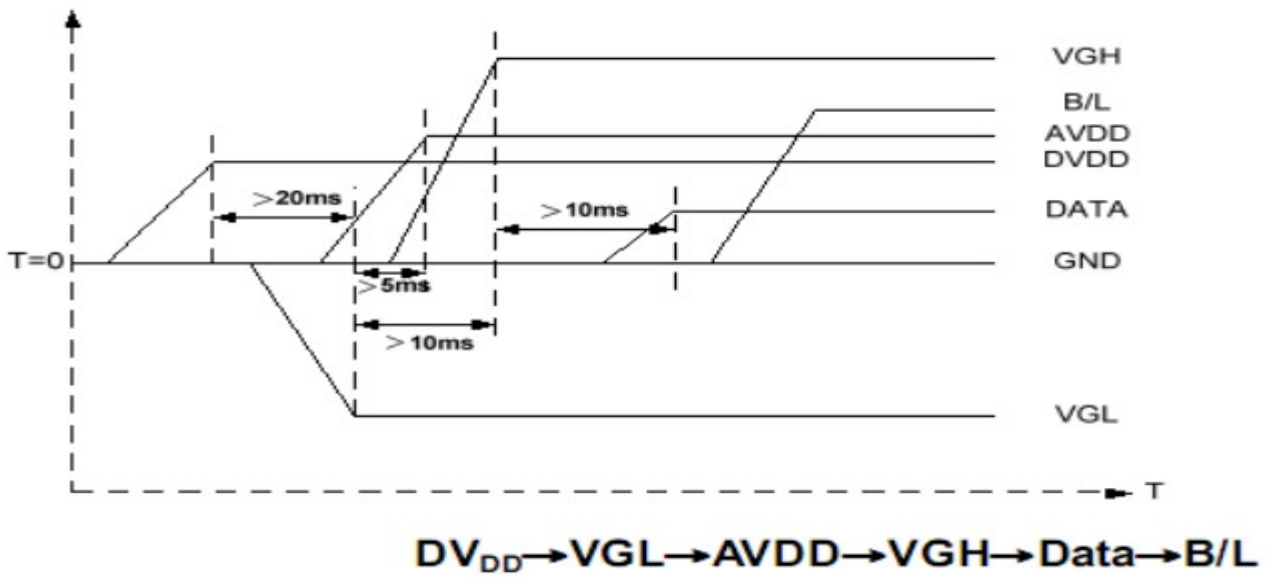 VGH
B/L
AVDD
DVDD
>20ms
>10ms
DATA
T=0
GND
>5ms
>10ms
VGL
T
DVDD→VGL→AVDD→VGH→Data→B/L